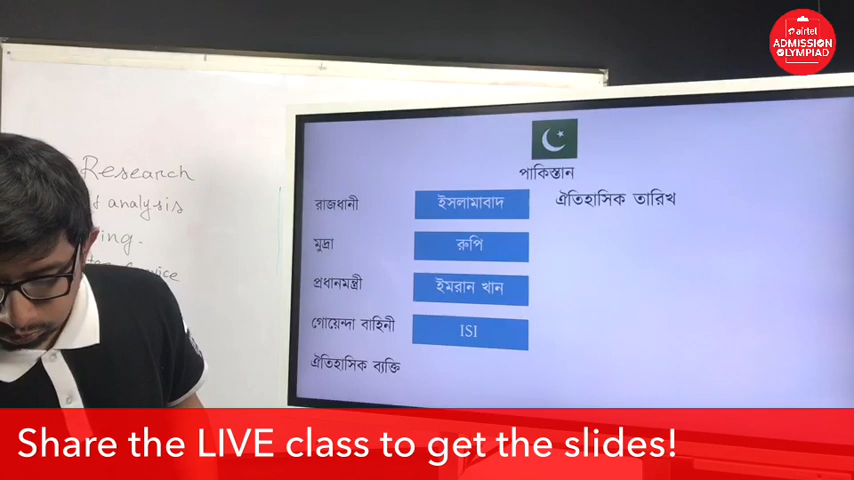 airtel
ADMISSION
OLYMPIAD
Research
analysis
ing.
পাকিস্তান
রাজধানী ইসলামাবাদ ঐতিহাসিক তারিখ
মুদ্রা রুপি
প্রধানমন্ত্রী ইমরান খান
গোয়েন্দা বাহিনী ISI
ঐতিহাসিক ব্যক্তি
Share the LIVE class to get the slides!